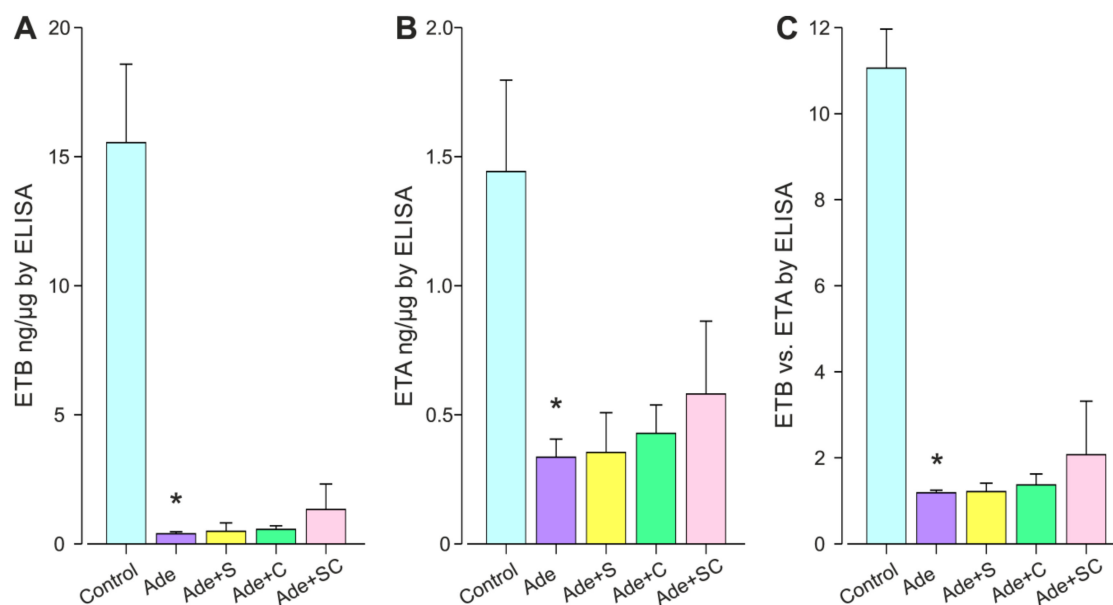 A
ETB ng/µg by ELISA
20
15
10
5
0
*
Control
Ade
Ade+S
Ade+C
Ade+SC
B
ETA ng/µg by ELISA
2.0
1.5
1.0
0.5
0
*
Control
Ade
Ade+S
Ade+C
Ade+SC
C
ETB vs. ETA by ELISA
12
10
8
6
4
2
0
*
Control
Ade
Ade+S
Ade+C
Ade+SC